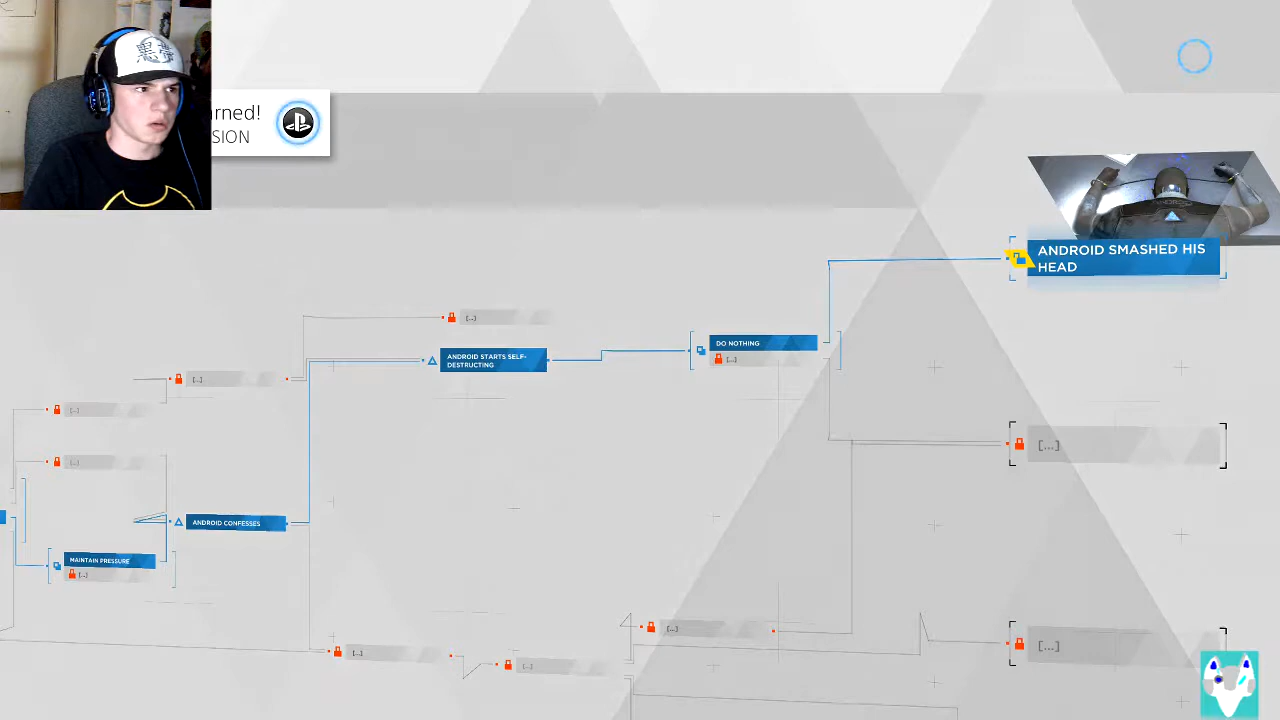 rned!
SION
ANDROID SMASHED HIS
HEAD
[...]
ANDROID STARTS SELF-
DESTRUCTING
DO NOTHING
[...]
[...]
[...]
[...]
[...]
ANDROID CONFESSES
MAINTAIN PRESSURE
[...]
[...]
[...]
[...]
[...]